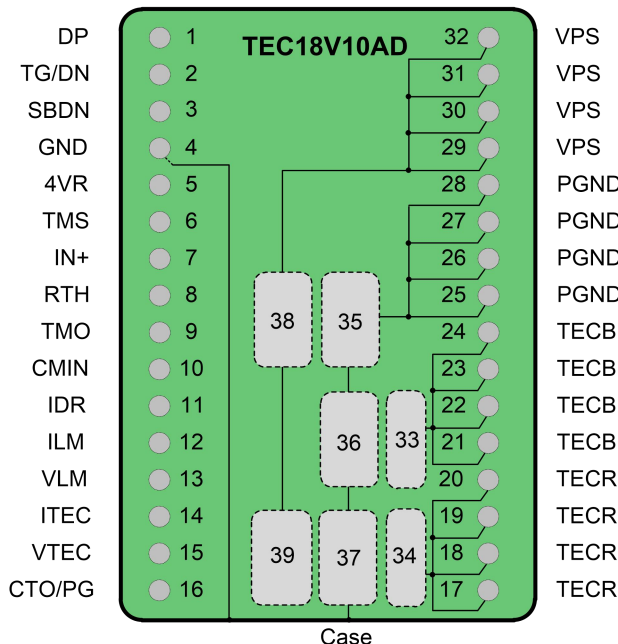 TEC18V10AD
DP 1 32 VPS
TG/DN 2 31 VPS
SBDN 3 30 VPS
GND 4 29 VPS
4VR 5 28 PGND
TMS 6 27 PGND
IN+ 7 26 PGND
RTH 8 25 PGND
38 35
TMO 9 24 TECB
CMIN 10 23 TECB
IDR 11 22 TECB
36 33
ILM 12 21 TECB
VLM 13 20 TECR
ITEC 14 19 TECR
VTEC 15 18 TECR
39 37 34
CTO/PG 16 17 TECR
Case